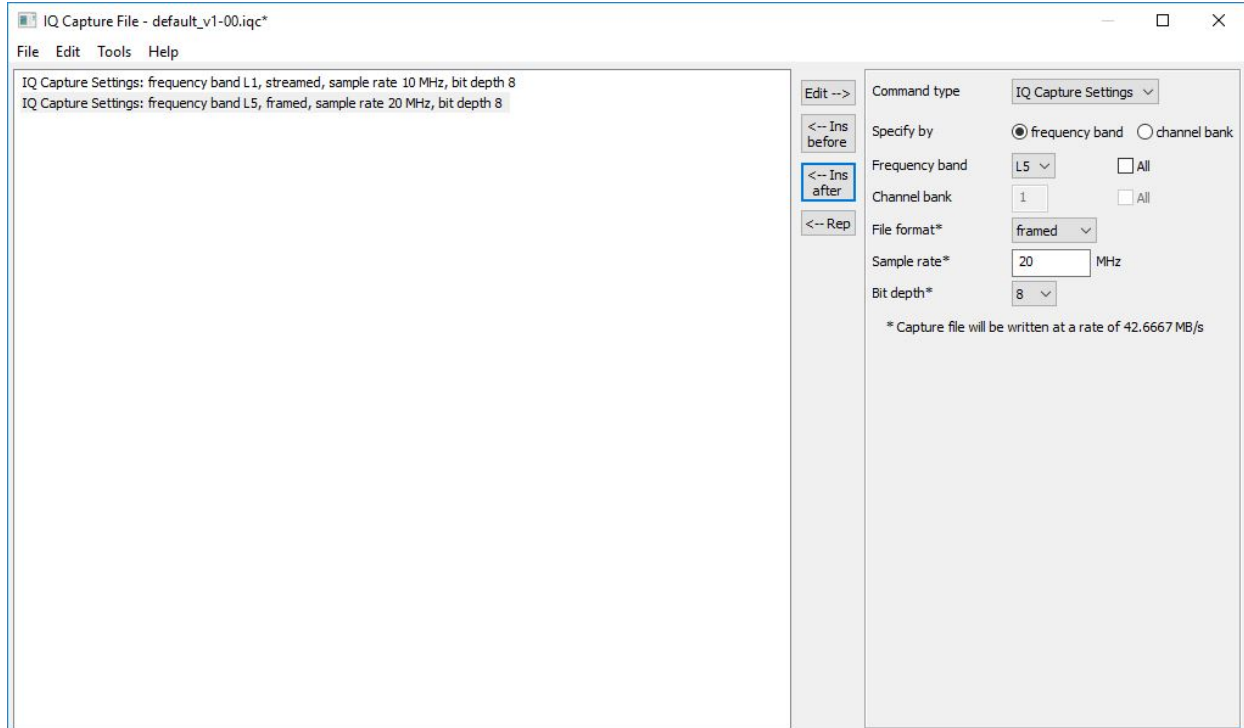 IQ Capture File - default_v1-00.iqc*
File Edit Tools Help
IQ Capture Settings: frequency band L1, streamed, sample rate 10 MHz, bit depth 8
IQ Capture Settings: frequency band L5, framed, sample rate 20 MHz, bit depth 8
Edit -->
<-- Ins
before
<-- Ins
after
<-- Rep
Command type IQ Capture Settings
Specify by frequency band channel bank
Frequency band L5 All
Channel bank 1 All
File format* framed
Sample rate* 20 MHz
Bit depth* 8
* Capture file will be written at a rate of 42.6667 MB/s